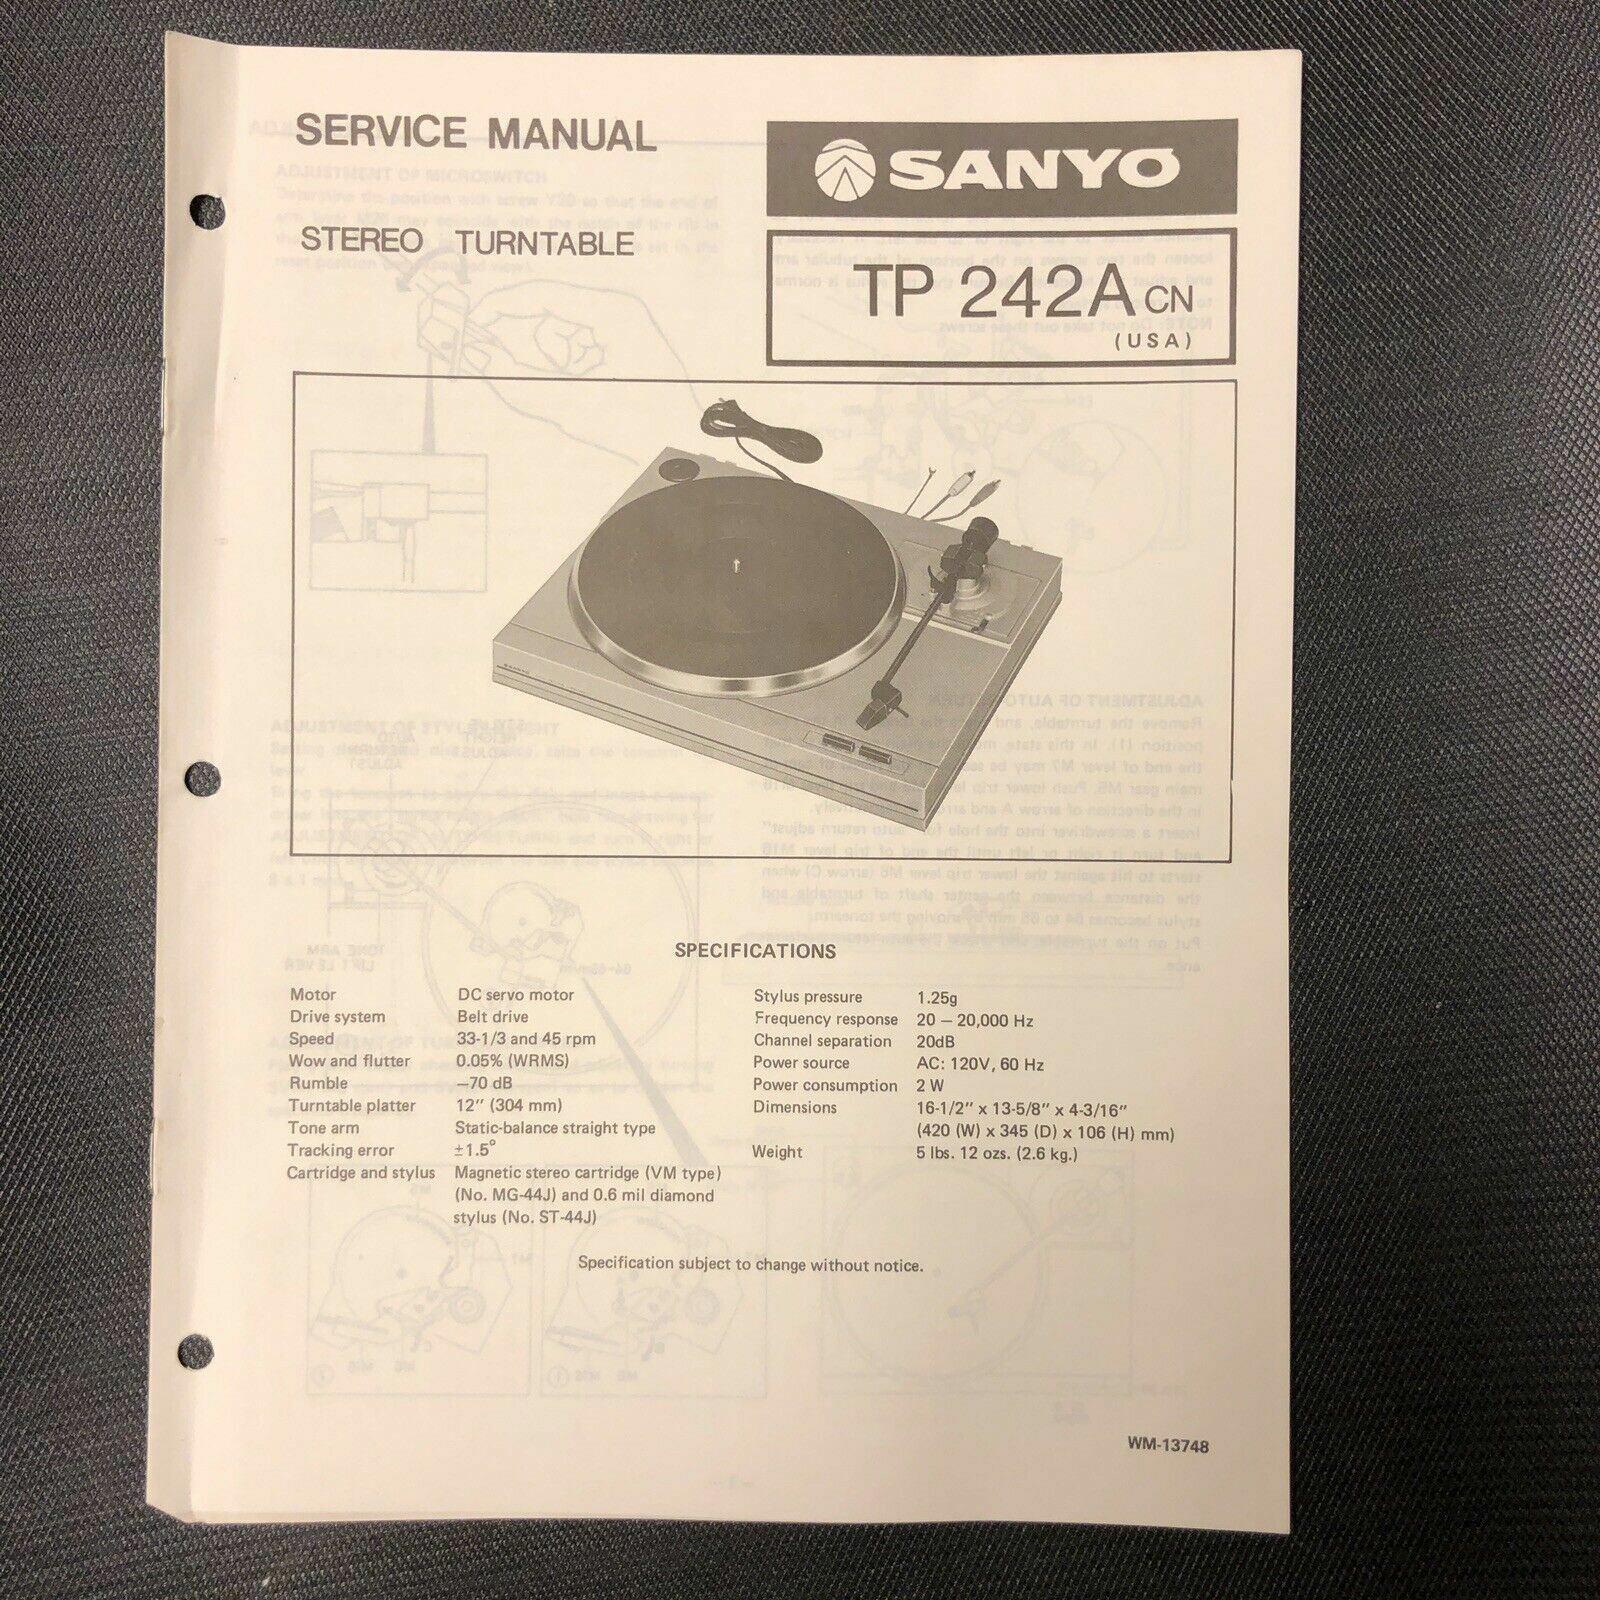 SERVICE MANUAL
SANYO
STEREO TURNTABLE
TP 242A CN
(USA)
SANYO
SPECIFICATIONS
Motor DC servo motor
Drive system Belt drive
Speed 33-1/3 and 45 rpm
Wow and flutter 0.05% (WRMS)
Rumble —70 dB
Turntable platter 12" (304 mm)
Tone arm Static-balance straight type
Tracking error ±1.5°
Cartridge and stylus Magnetic stereo cartridge (VM type)
(No. MG-44J) and 0.6 mil diamond
stylus (No. ST-44J)
Stylus pressure 1.25g
Frequency response 20 — 20,000 Hz
Channel separation 20dB
Power source AC: 120V, 60 Hz
Power consumption 2 W
Dimensions 16-1/2" x 13-5/8" x 4-3/16"
(420 (W) x 345 (D) x 106 (H) mm)
Weight 5 lbs. 12 ozs. (2.6 kg.)
Specification subject to change without notice.
WM-13748